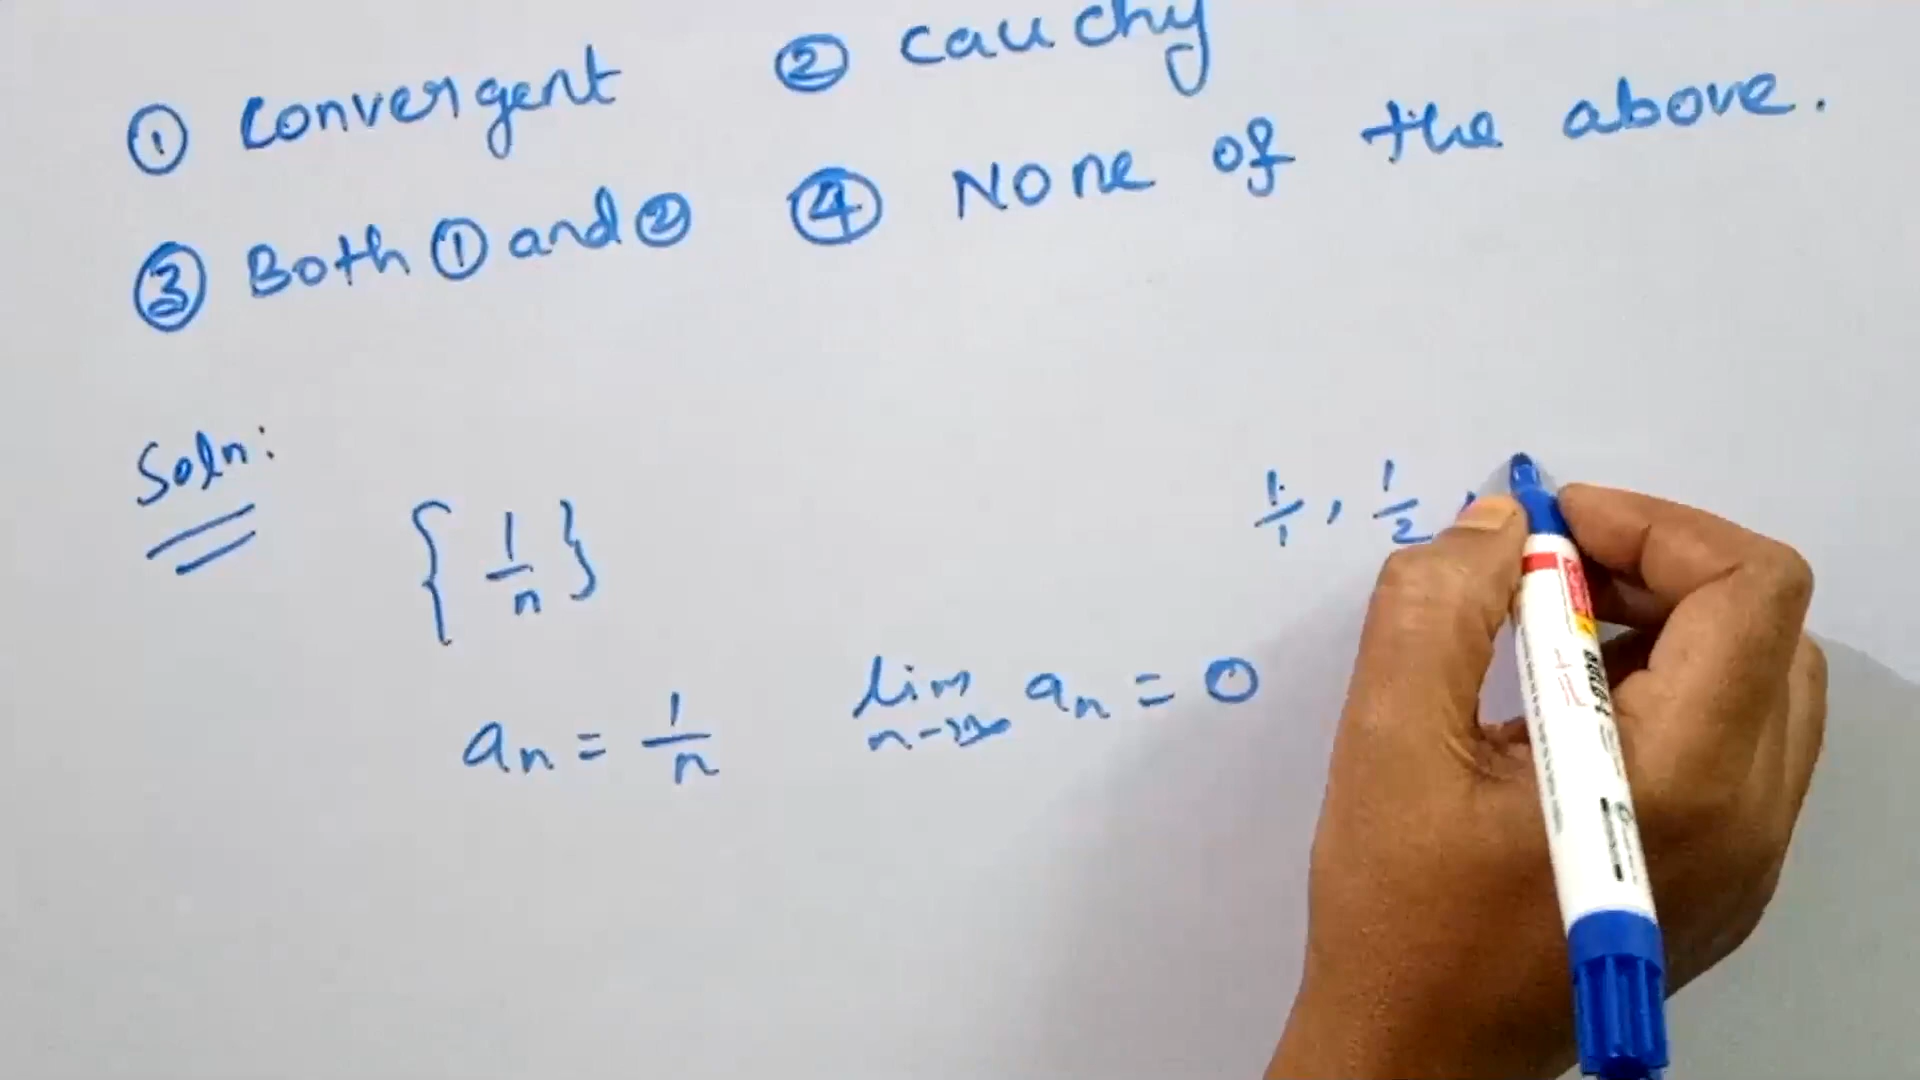 ① Convergent ② Cauchy
③ Both ① and ② ④ None of the above.
Soln:
{ 1/n }
1/1, 1/2,
aₙ = 1/n lim n→∞ aₙ = 0